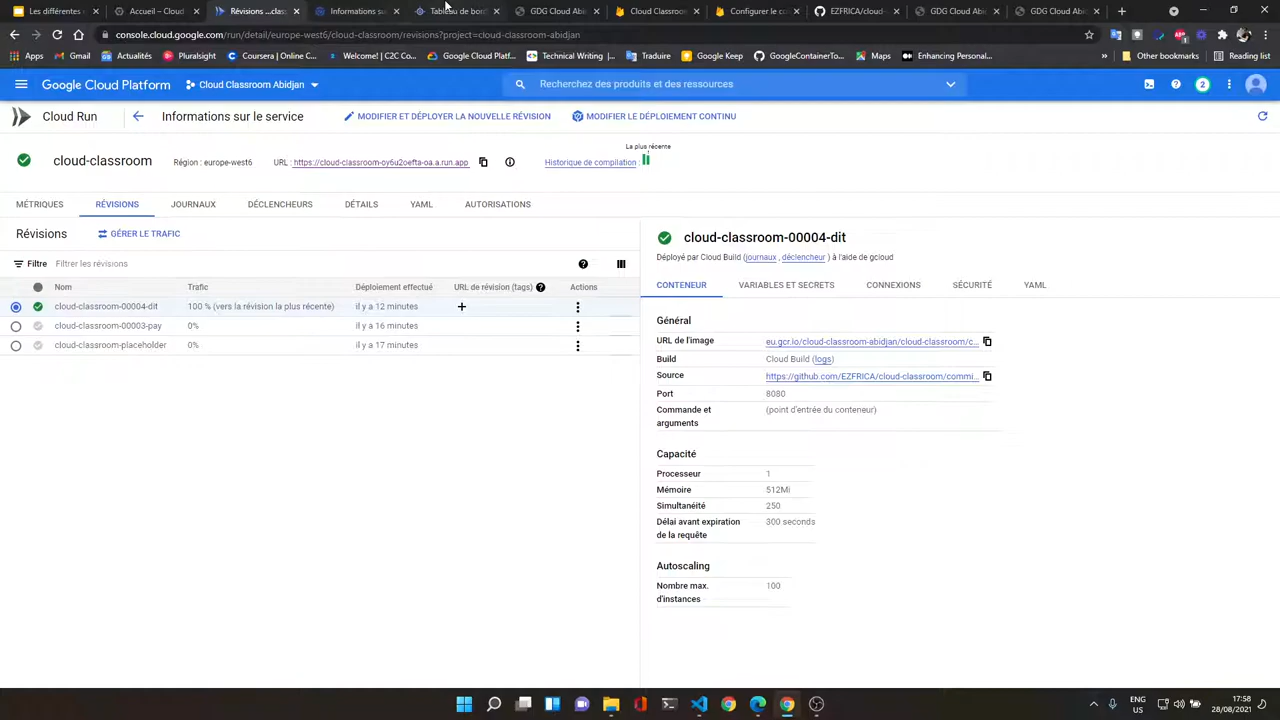 Les différents
Accueil – Cloud
Révisions ...class
Informations su
Tableau de bor
GDG Cloud Abi
Cloud Classroom
Configurer le c
EZFRICA/cloud-
GDG Cloud Abi
GDG Cloud Abi
console.cloud.google.com/run/detail/europe-west6/cloud-classroom/revisions?project=cloud-classroom-abidjan
Apps
Gmail
Actualités
Pluralsight
Coursera | Online C...
Welcome! | C2C Co...
Google Cloud Platf...
Technical Writing |...
Traduire
Google Keep
GoogleContainerTo...
Maps
Enhancing Personal...
Other bookmarks
Reading list
Google Cloud Platform
Cloud Classroom Abidjan
Recherchez des produits et des ressources
2
Cloud Run
Informations sur le service
MODIFIER ET DÉPLOYER LA NOUVELLE RÉVISION
MODIFIER LE DÉPLOIEMENT CONTINU
La plus récente
cloud-classroom
Région : europe-west6
URL : https://cloud-classroom-oy6u2oefta-oa.a.run.app
Historique de compilation :
MÉTRIQUES
RÉVISIONS
JOURNAUX
DÉCLENCHEURS
DÉTAILS
YAML
AUTORISATIONS
Révisions
GÉRER LE TRAFIC
Filtre
Filtrer les révisions
Nom
Trafic
Déploiement effectué
URL de révision (tags)
Actions
cloud-classroom-00004-dit
100 % (vers la révision la plus récente)
il y a 12 minutes
cloud-classroom-00003-pay
0%
il y a 16 minutes
cloud-classroom-placeholder
0%
il y a 17 minutes
cloud-classroom-00004-dit
Déployé par Cloud Build (journaux , déclencheur ) à l'aide de gcloud
CONTENEUR
VARIABLES ET SECRETS
CONNEXIONS
SÉCURITÉ
YAML
Général
URL de l'image
eu.gcr.io/cloud-classroom-abidjan/cloud-classroom/c...
Build
Cloud Build (logs)
Source
https://github.com/EZFRICA/cloud-classroom/commi...
Port
8080
Commande et arguments
(point d'entrée du conteneur)
Capacité
Processeur
1
Mémoire
512Mi
Simultanéité
250
Délai avant expiration de la requête
300 seconds
Autoscaling
Nombre max. d'instances
100
ENG
US
17:58
28/08/2021